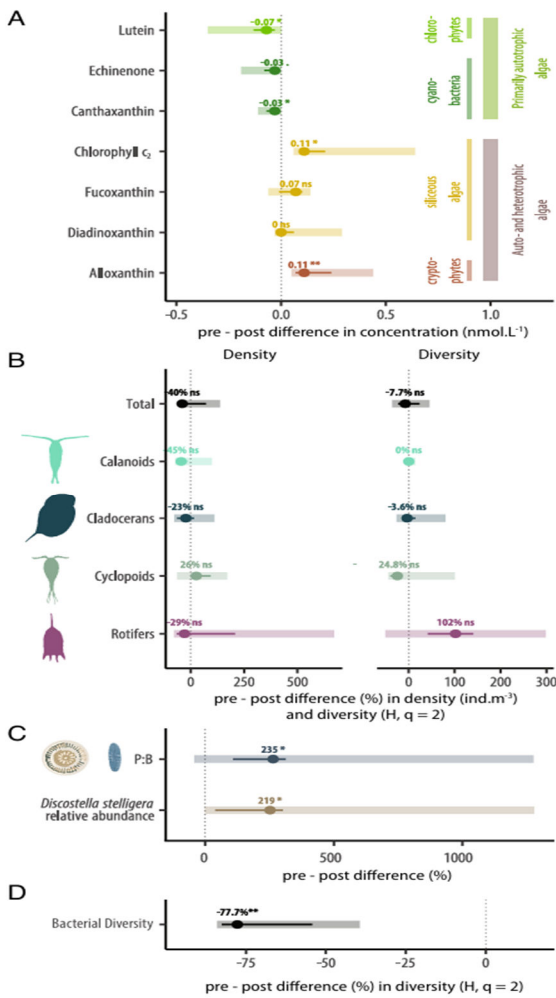 A
Lutein
-0.07 *
Echinenone
-0.03 .
Canthaxanthin
-0.03 *
Chlorophyll c₂
0.11 *
Fucoxanthin
0.07 ns
Diadinoxanthin
0 ns
Alloxanthin
0.11 **
chloro-
phytes
cyano-
bacteria
siliceous
algae
crypto-
phytes
Primarily autotrophic
algae
Auto- and heterotrophic
algae
-0.5
0.0
0.5
1.0
pre - post difference in concentration (nmol.L⁻¹)
B
Density
Diversity
Total
-40% ns
-7.7% ns
Calanoids
-45% ns
0% ns
Cladocerans
-23% ns
-3.6% ns
Cyclopoids
26% ns
- 24.8% ns
Rotifers
-29% ns
102% ns
0
250
500
0
100
200
300
pre - post difference (%) in density (ind.m⁻³)
and diversity (H, q = 2)
C
P:B
235 *
Discostella stelligera
relative abundance
219 *
0
500
1000
pre - post difference (%)
D
Bacterial Diversity
-77.7%**
-75
-50
-25
0
pre - post difference (%) in diversity (H, q = 2)